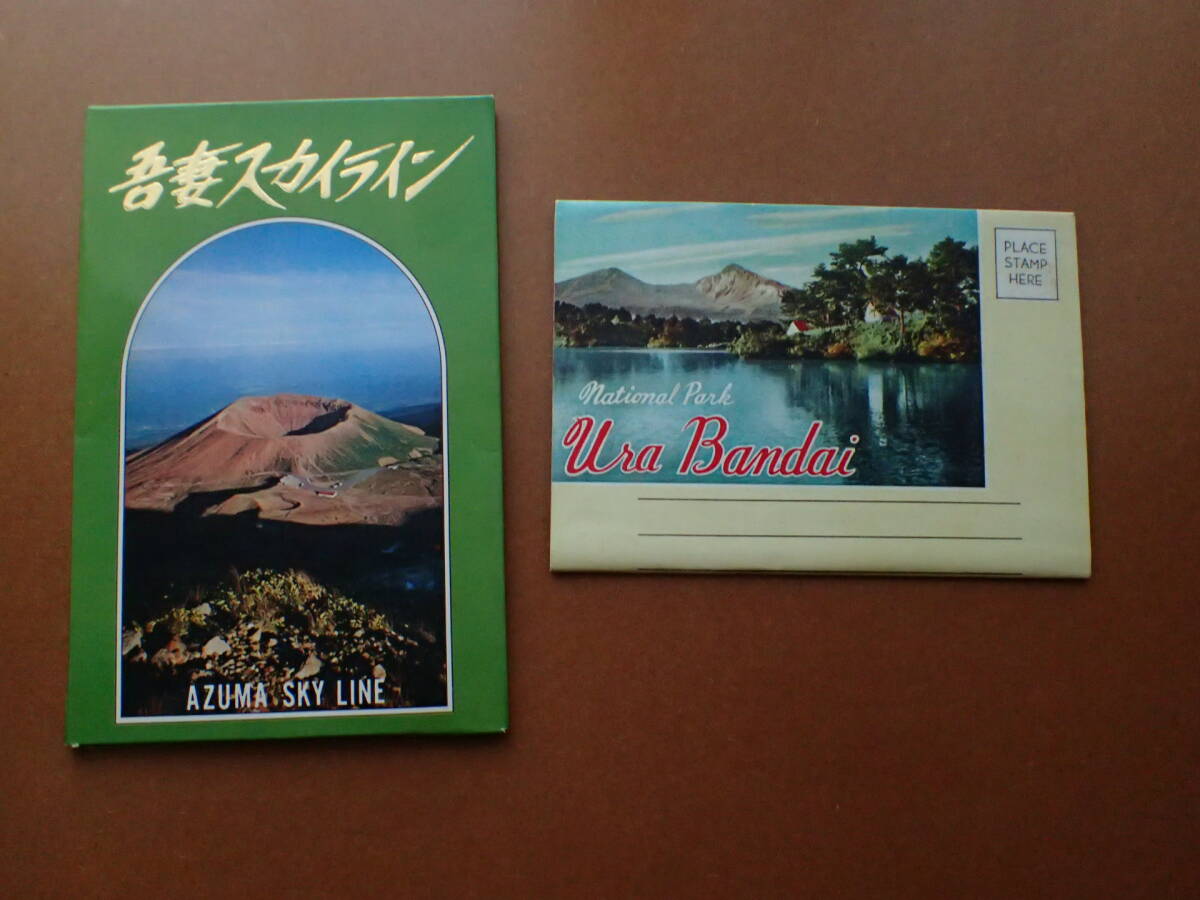 吾妻スカイライン
AZUMA SKY LINE
PLACE
STAMP
HERE
National Park
Ura Bandai